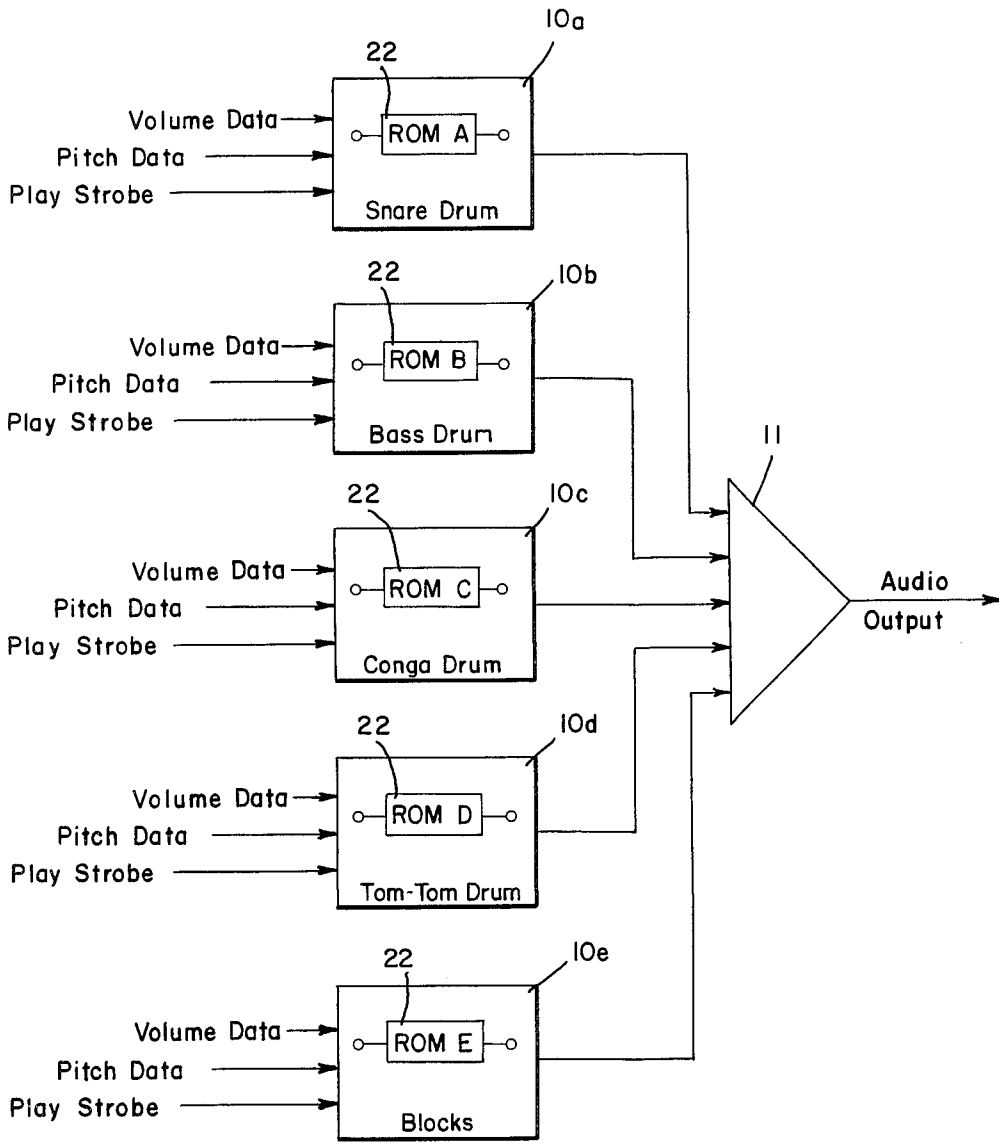 10a
22
Volume Data
ROM A
Pitch Data
Play Strobe
Snare Drum
10b
22
Volume Data
ROM B
Pitch Data
Play Strobe
Bass Drum
11
10c
22
Volume Data
ROM C
Pitch Data
Play Strobe
Conga Drum
Audio
Output
10d
22
Volume Data
ROM D
Pitch Data
Play Strobe
Tom-Tom Drum
10e
22
Volume Data
ROM E
Pitch Data
Play Strobe
Blocks